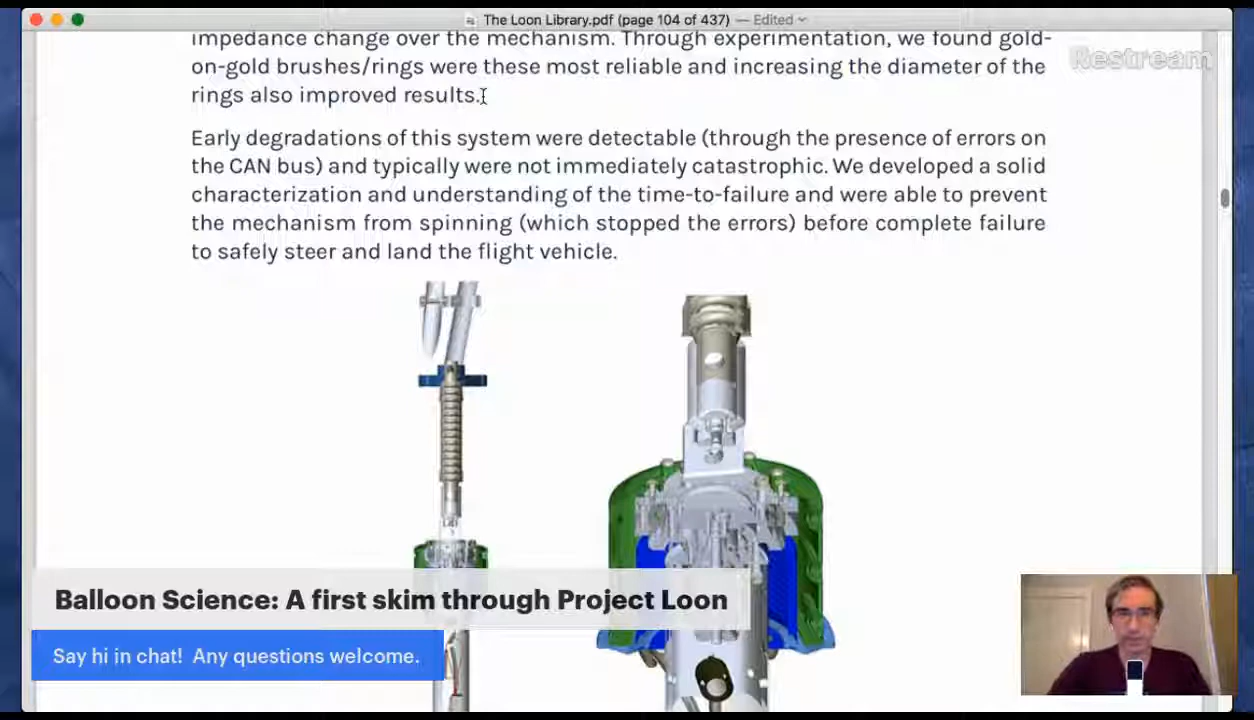 The Loon Library.pdf (page 104 of 437) — Edited
impedance change over the mechanism. Through experimentation, we found gold-
on-gold brushes/rings were these most reliable and increasing the diameter of the
rings also improved results.
Restream
Early degradations of this system were detectable (through the presence of errors on
the CAN bus) and typically were not immediately catastrophic. We developed a solid
characterization and understanding of the time-to-failure and were able to prevent
the mechanism from spinning (which stopped the errors) before complete failure
to safely steer and land the flight vehicle.
Balloon Science: A first skim through Project Loon
Say hi in chat! Any questions welcome.